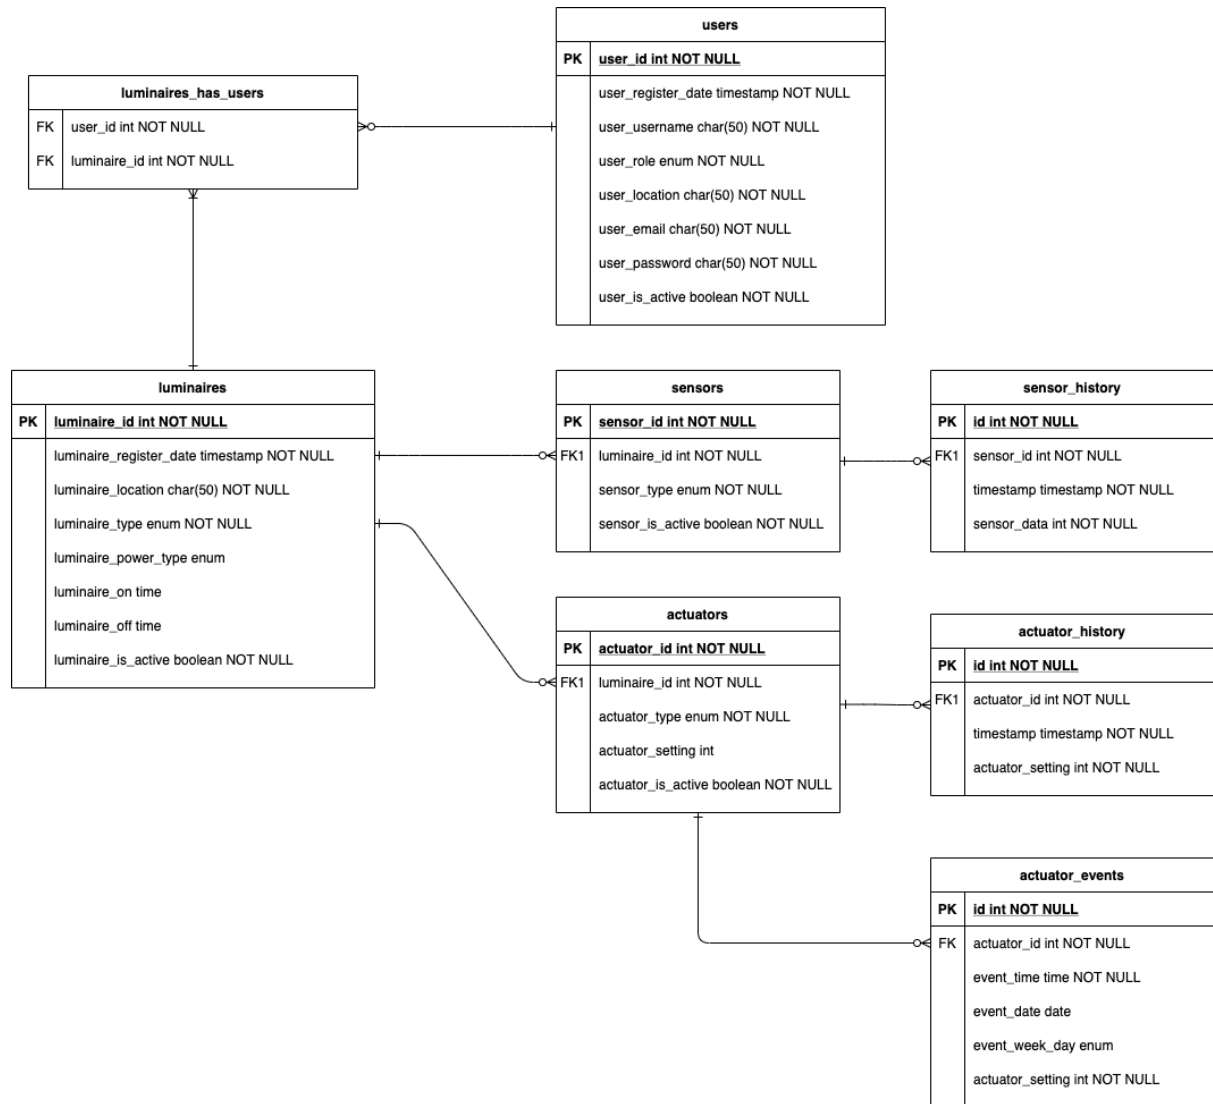 users
PK user_id int NOT NULL
user_register_date timestamp NOT NULL
user_username char(50) NOT NULL
user_role enum NOT NULL
user_location char(50) NOT NULL
user_email char(50) NOT NULL
user_password char(50) NOT NULL
user_is_active boolean NOT NULL
luminaires_has_users
FK user_id int NOT NULL
FK luminaire_id int NOT NULL
luminaires
PK luminaire_id int NOT NULL
luminaire_register_date timestamp NOT NULL
luminaire_location char(50) NOT NULL
luminaire_type enum NOT NULL
luminaire_power_type enum
luminaire_on time
luminaire_off time
luminaire_is_active boolean NOT NULL
sensors
PK sensor_id int NOT NULL
FK1 luminaire_id int NOT NULL
sensor_type enum NOT NULL
sensor_is_active boolean NOT NULL
sensor_history
PK id int NOT NULL
FK1 sensor_id int NOT NULL
timestamp timestamp NOT NULL
sensor_data int NOT NULL
actuators
PK actuator_id int NOT NULL
FK1 luminaire_id int NOT NULL
actuator_type enum NOT NULL
actuator_setting int
actuator_is_active boolean NOT NULL
actuator_history
PK id int NOT NULL
FK1 actuator_id int NOT NULL
timestamp timestamp NOT NULL
actuator_setting int NOT NULL
actuator_events
PK id int NOT NULL
FK actuator_id int NOT NULL
event_time time NOT NULL
event_date date
event_week_day enum
actuator_setting int NOT NULL